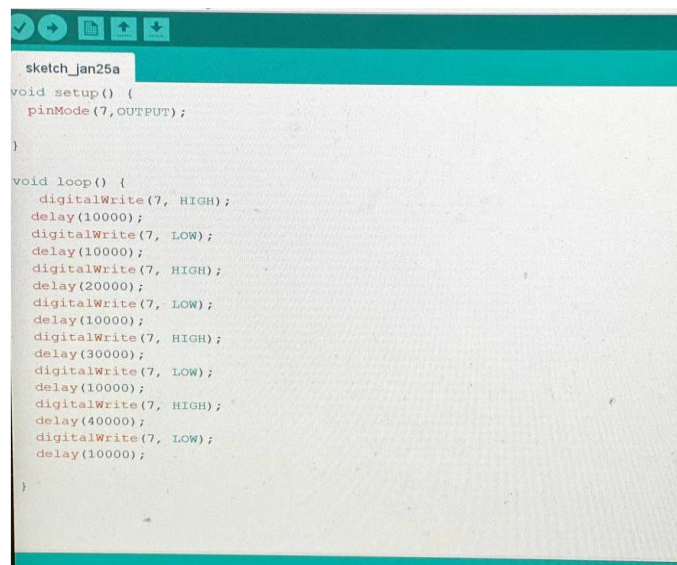 sketch_jan25a
void setup() {
pinMode(7,OUTPUT);
}
void loop() {
digitalWrite(7, HIGH);
delay(10000);
digitalWrite(7, LOW);
delay(10000);
digitalWrite(7, HIGH);
delay(20000);
digitalWrite(7, LOW);
delay(10000);
digitalWrite(7, HIGH);
delay(30000);
digitalWrite(7, LOW);
delay(10000);
digitalWrite(7, HIGH);
delay(40000);
digitalWrite(7, LOW);
delay(10000);
}